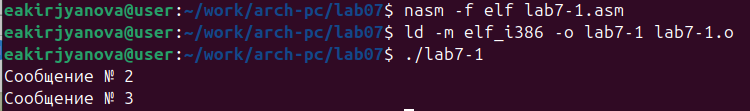 eakirjyanova@user:~/work/arch-pc/lab07$ nasm -f elf lab7-1.asm
eakirjyanova@user:~/work/arch-pc/lab07$ ld -m elf_i386 -o lab7-1 lab7-1.o
eakirjyanova@user:~/work/arch-pc/lab07$ ./lab7-1
Сообщение № 2
Сообщение № 3